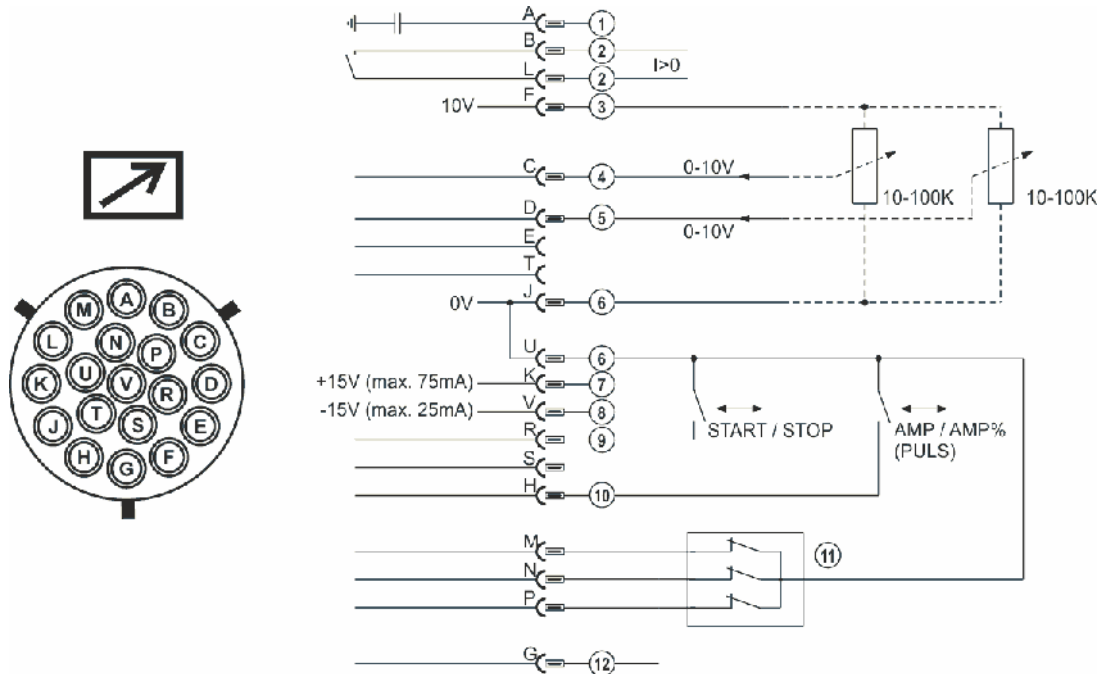 A 1
B 2
L 2 I>0
10V F 3
C 4 0-10V
10-100K 10-100K
D 5
0-10V
E
T
0V J 6
U 6
+15V (max. 75mA) K 7
-15V (max. 25mA) V 8
R 9
START / STOP AMP / AMP%
(PULS)
S
H 10
M 11
N
P
G 12
A
M B
L N P C
K U V R D
J T S E
H G F